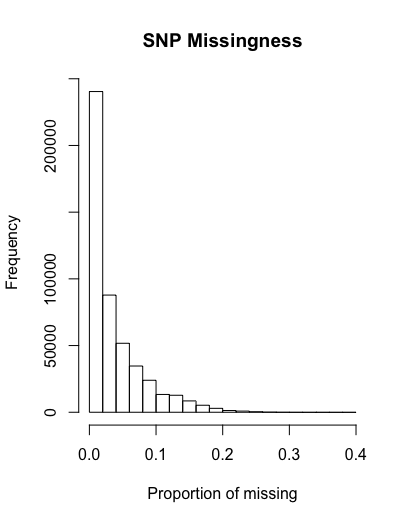 SNP Missingness
Frequency
200000
100000
50000
0
0.0 0.1 0.2 0.3 0.4
Proportion of missing